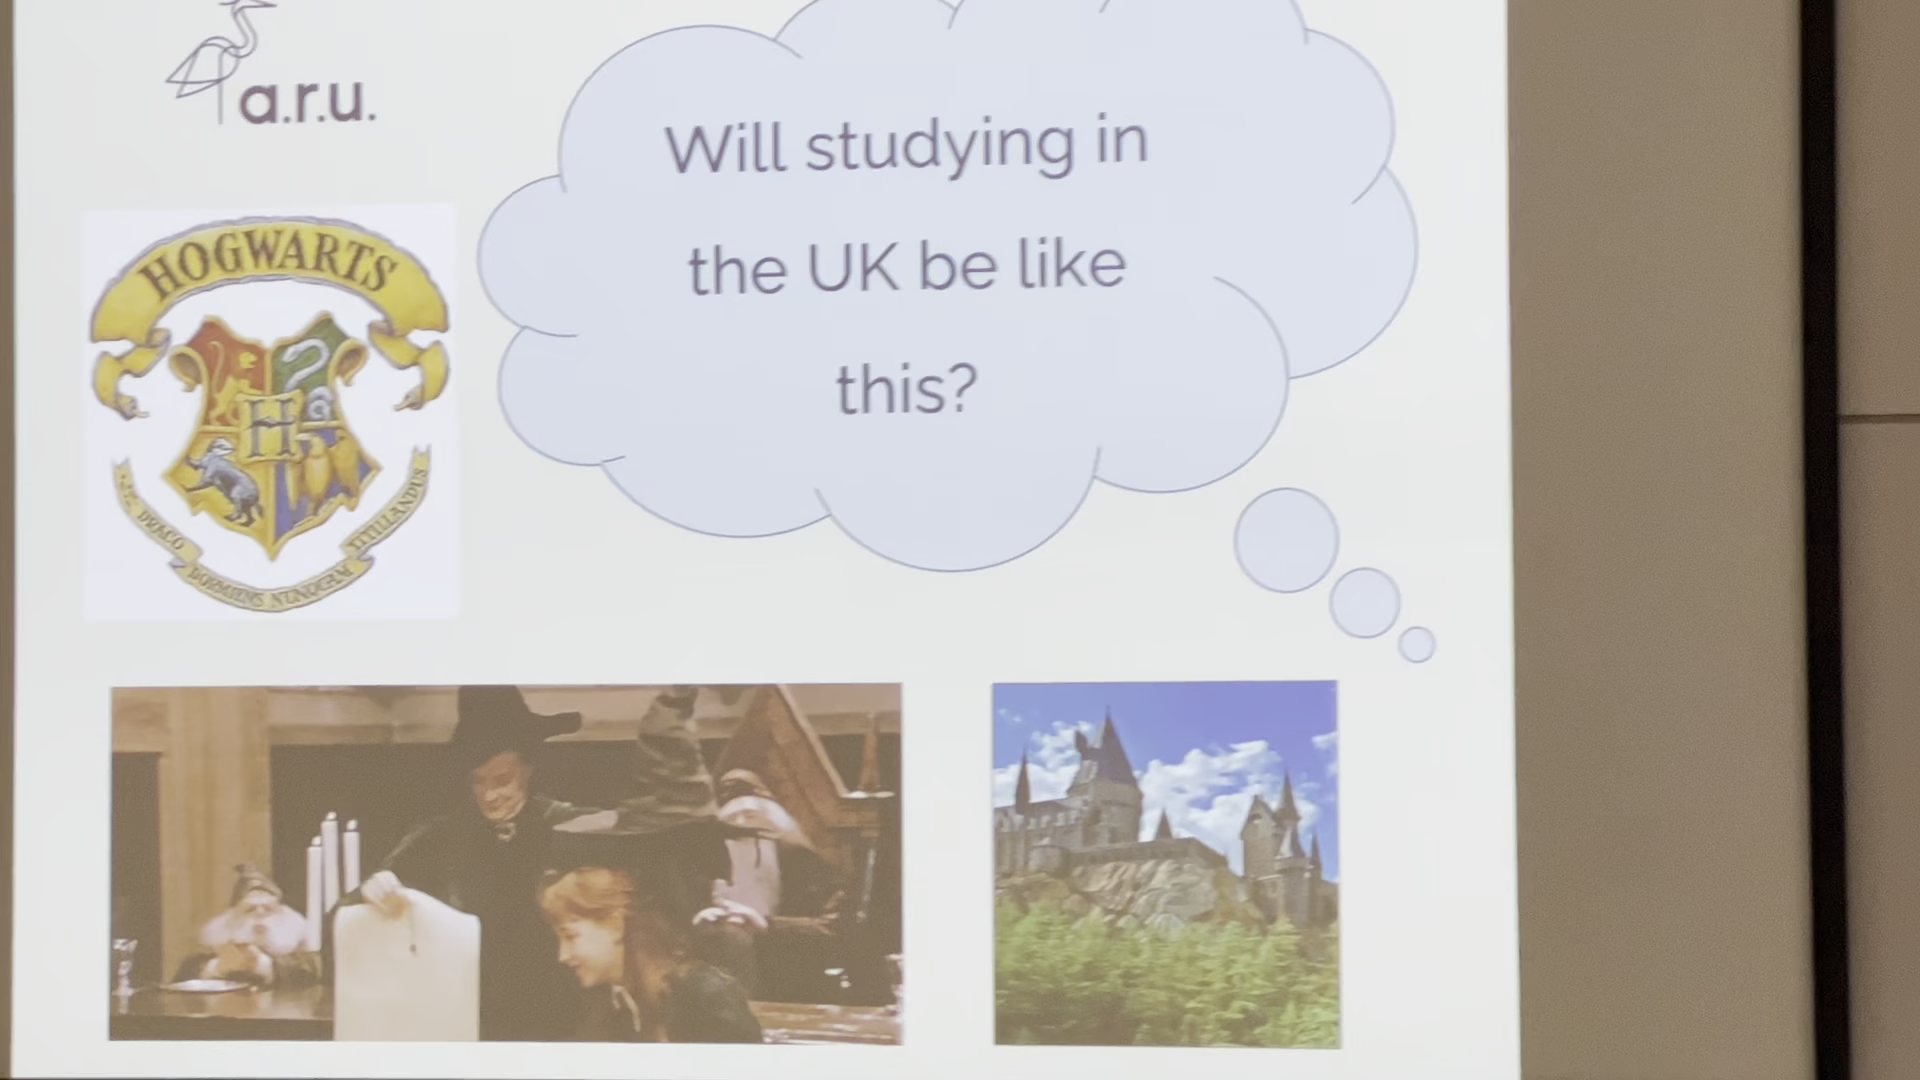 a.r.u.
Will studying in
the UK be like
this?
HOGWARTS
H
DRACO
DORMIENS NUNQUAM
TITILLANDUS